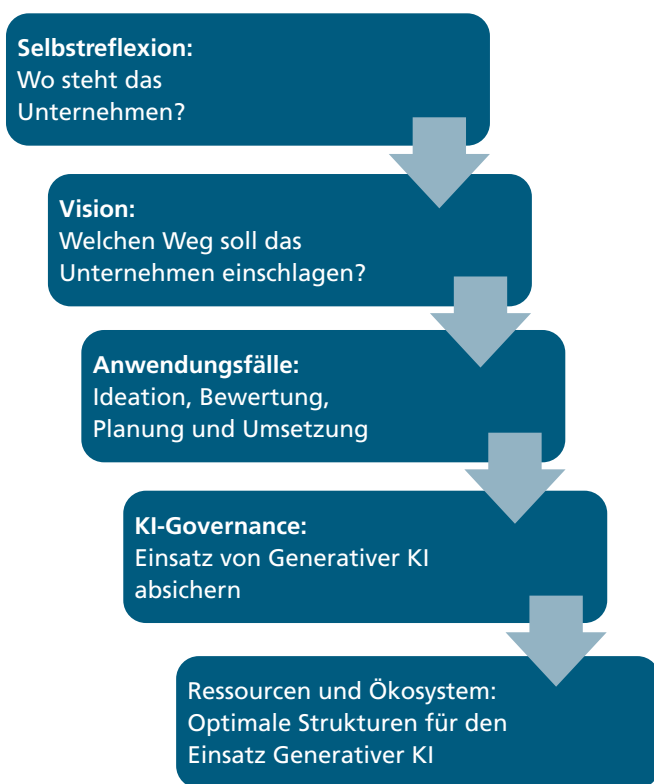 Selbstreflexion:
Wo steht das
Unternehmen?
Vision:
Welchen Weg soll das
Unternehmen einschlagen?
Anwendungsfälle:
Ideation, Bewertung,
Planung und Umsetzung
KI-Governance:
Einsatz von Generativer KI
absichern
Ressourcen und Ökosystem:
Optimale Strukturen für den
Einsatz Generativer KI